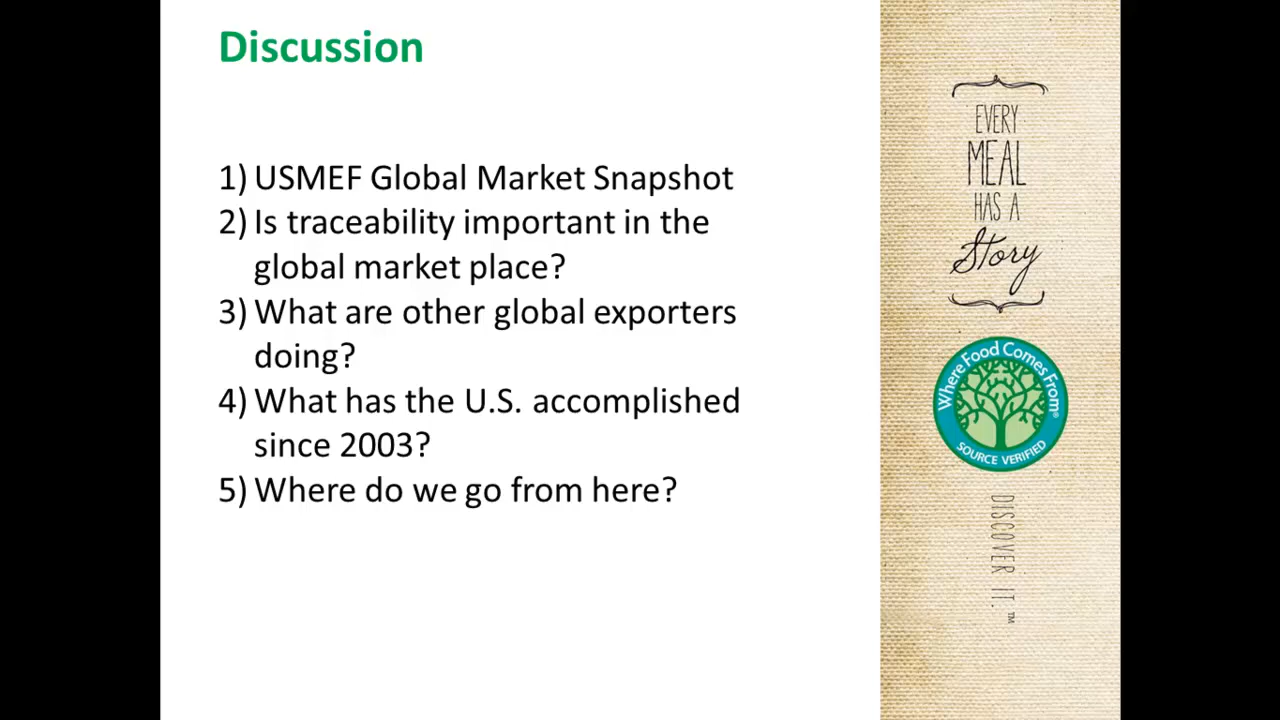 Discussion
1) USMEF Global Market Snapshot
2) Is traceability important in the
global market place?
3) What are other global exporters
doing?
4) What has the U.S. accomplished
since 2003?
5) Where do we go from here?
EVERY
MEAL
HAS A
Story
Where Food Comes From®
SOURCE VERIFIED
DISCOVER IT.™